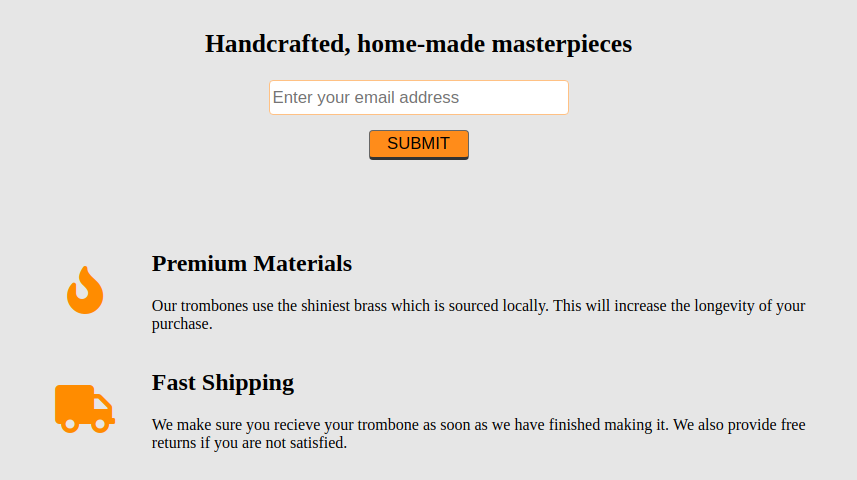 Handcrafted, home-made masterpieces
Enter your email address
SUBMIT
Premium Materials
Our trombones use the shiniest brass which is sourced locally. This will increase the longevity of your
purchase.
Fast Shipping
We make sure you recieve your trombone as soon as we have finished making it. We also provide free
returns if you are not satisfied.